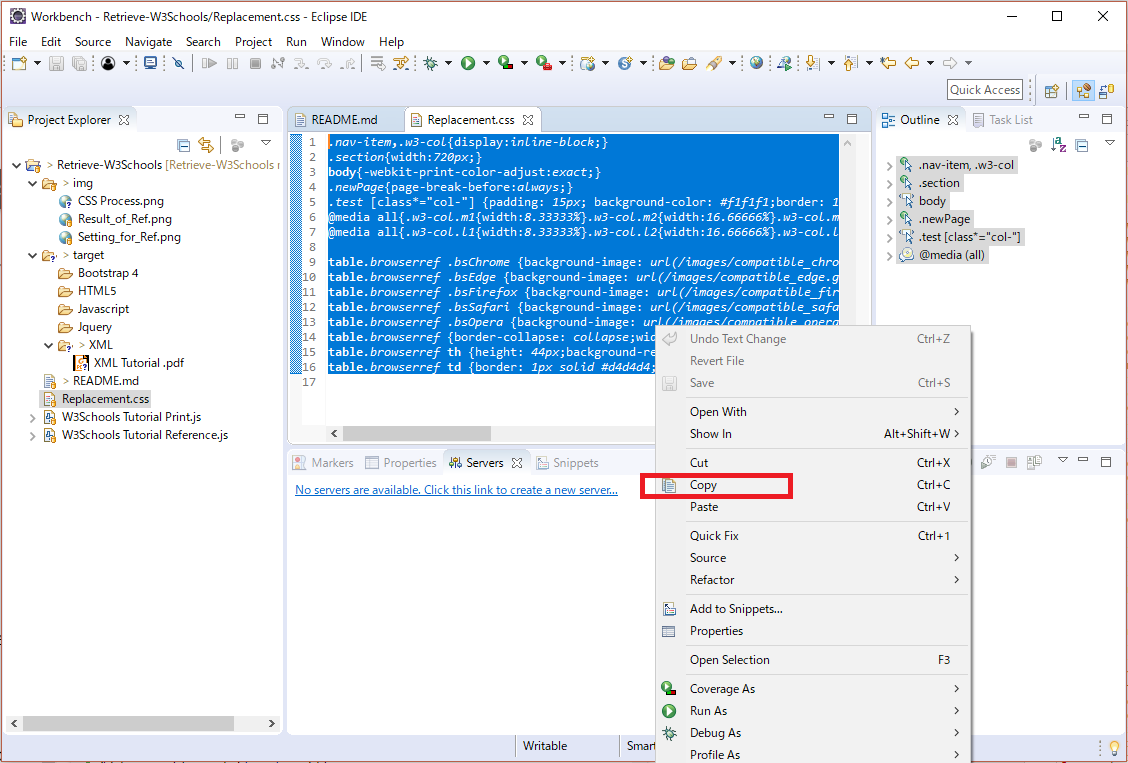 Workbench - Retrieve-W3Schools/Replacement.css - Eclipse IDE
File Edit Source Navigate Search Project Run Window Help
Quick Access
Project Explorer
> Retrieve-W3Schools [Retrieve-W3Schools
> img
CSS Process.png
Result_of_Ref.png
Setting_for_Ref.png
> target
Bootstrap 4
HTML5
Javascript
Jquery
> XML
XML Tutorial .pdf
> README.md
Replacement.css
W3Schools Tutorial Print.js
W3Schools Tutorial Reference.js
README.md Replacement.css
1 .nav-item,.w3-col{display:inline-block;}
2 .section{width:720px;}
3 body{-webkit-print-color-adjust:exact;}
4 .newPage{page-break-before:always;}
5 .test [class*="col-"] {padding: 15px; background-color: #f1f1f1;border: 1
6 @media all{.w3-col.m1{width:8.33333%}.w3-col.m2{width:16.66666%}.w3-col.m
7 @media all{.w3-col.l1{width:8.33333%}.w3-col.l2{width:16.66666%}.w3-col.l
8
9 table.browserref .bsChrome {background-image: url(/images/compatible_chro
10 table.browserref .bsEdge {background-image: url(/images/compatible_edge.g
11 table.browserref .bsFirefox {background-image: url(/images/compatible_fir
12 table.browserref .bsSafari {background-image: url(/images/compatible_safa
13 table.browserref .bsOpera {background-image: url(/images/compatible_opera
14 table.browserref {border-collapse: collapse;wid
15 table.browserref th {height: 44px;background-re
16 table.browserref td {border: 1px solid #d4d4d4;
17
Outline Task List
.nav-item, .w3-col
.section
body
.newPage
.test [class*="col-"]
@media (all)
Markers Properties Servers Snippets
No servers are available. Click this link to create a new server...
Undo Text Change Ctrl+Z
Revert File
Save Ctrl+S
Open With
Show In Alt+Shift+W
Cut Ctrl+X
Copy Ctrl+C
Paste Ctrl+V
Quick Fix Ctrl+1
Source
Refactor
Add to Snippets...
Properties
Open Selection F3
Coverage As
Run As
Debug As
Profile As
Writable Smart